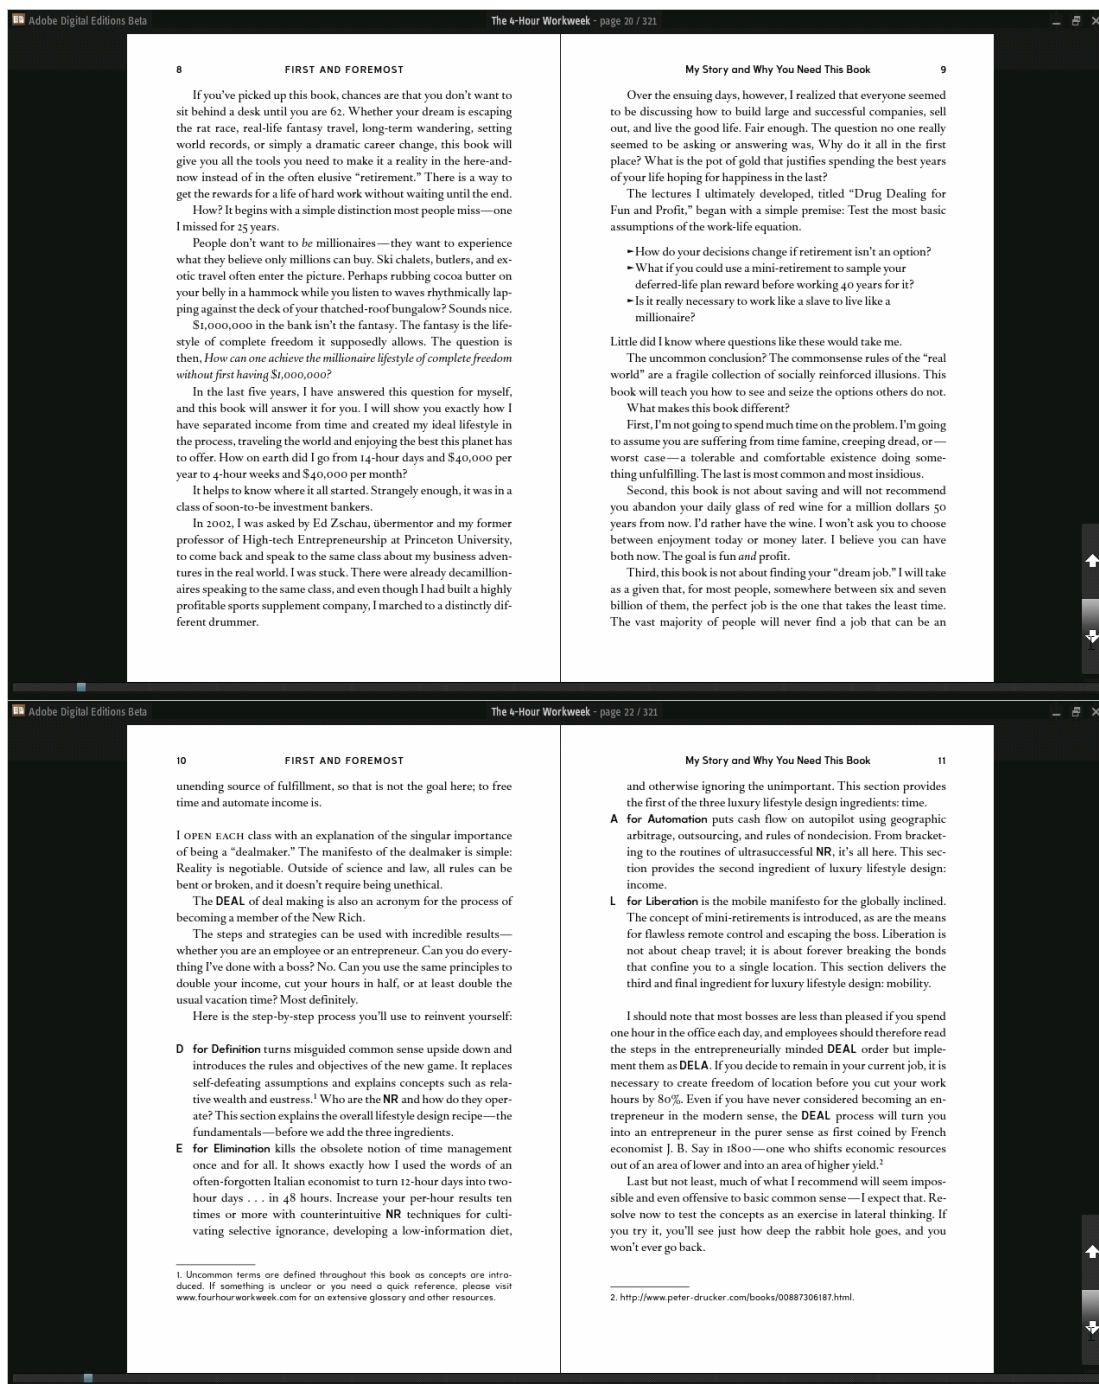 Adobe Digital Editions Beta
The 4-Hour Workweek - page 20 / 321
8 FIRST AND FOREMOST
If you've picked up this book, chances are that you don't want to
sit behind a desk until you are 62. Whether your dream is escaping
the rat race, real-life fantasy travel, long-term wandering, setting
world records, or simply a dramatic career change, this book will
give you all the tools you need to make it a reality in the here-and-
now instead of in the often elusive “retirement.” There is a way to
get the rewards for a life of hard work without waiting until the end.
How? It begins with a simple distinction most people miss—one
I missed for 25 years.
People don't want to be millionaires—they want to experience
what they believe only millions can buy. Ski chalets, butlers, and ex-
otic travel often enter the picture. Perhaps rubbing cocoa butter on
your belly in a hammock while you listen to waves rhythmically lap-
ping against the deck of your thatched-roof bungalow? Sounds nice.
$1,000,000 in the bank isn't the fantasy. The fantasy is the life-
style of complete freedom it supposedly allows. The question is
then, How can one achieve the millionaire lifestyle of complete freedom
without first having $1,000,000?
In the last five years, I have answered this question for myself,
and this book will answer it for you. I will show you exactly how I
have separated income from time and created my ideal lifestyle in
the process, traveling the world and enjoying the best this planet has
to offer. How on earth did I go from 14-hour days and $40,000 per
year to 4-hour weeks and $40,000 per month?
It helps to know where it all started. Strangely enough, it was in a
class of soon-to-be investment bankers.
In 2002, I was asked by Ed Zschau, übermentor and my former
professor of High-tech Entrepreneurship at Princeton University,
to come back and speak to the same class about my business adven-
tures in the real world. I was stuck. There were already decamillion-
aires speaking to the same class, and even though I had built a highly
profitable sports supplement company, I marched to a distinctly dif-
ferent drummer.
My Story and Why You Need This Book 9
Over the ensuing days, however, I realized that everyone seemed
to be discussing how to build large and successful companies, sell
out, and live the good life. Fair enough. The question no one really
seemed to be asking or answering was, Why do it all in the first
place? What is the pot of gold that justifies spending the best years
of your life hoping for happiness in the last?
The lectures I ultimately developed, titled “Drug Dealing for
Fun and Profit,” began with a simple premise: Test the most basic
assumptions of the work-life equation.
►How do your decisions change if retirement isn't an option?
►What if you could use a mini-retirement to sample your
deferred-life plan reward before working 40 years for it?
►Is it really necessary to work like a slave to live like a
millionaire?
Little did I know where questions like these would take me.
The uncommon conclusion? The commonsense rules of the “real
world” are a fragile collection of socially reinforced illusions. This
book will teach you how to see and seize the options others do not.
What makes this book different?
First, I'm not going to spend much time on the problem. I'm going
to assume you are suffering from time famine, creeping dread, or—
worst case—a tolerable and comfortable existence doing some-
thing unfulfilling. The last is most common and most insidious.
Second, this book is not about saving and will not recommend
you abandon your daily glass of red wine for a million dollars 50
years from now. I'd rather have the wine. I won't ask you to choose
between enjoyment today or money later. I believe you can have
both now. The goal is fun and profit.
Third, this book is not about finding your “dream job.” I will take
as a given that, for most people, somewhere between six and seven
billion of them, the perfect job is the one that takes the least time.
The vast majority of people will never find a job that can be an
Adobe Digital Editions Beta
The 4-Hour Workweek - page 22 / 321
10 FIRST AND FOREMOST
unending source of fulfillment, so that is not the goal here; to free
time and automate income is.
I OPEN EACH class with an explanation of the singular importance
of being a “dealmaker.” The manifesto of the dealmaker is simple:
Reality is negotiable. Outside of science and law, all rules can be
bent or broken, and it doesn't require being unethical.
The DEAL of deal making is also an acronym for the process of
becoming a member of the New Rich.
The steps and strategies can be used with incredible results—
whether you are an employee or an entrepreneur. Can you do every-
thing I've done with a boss? No. Can you use the same principles to
double your income, cut your hours in half, or at least double the
usual vacation time? Most definitely.
Here is the step-by-step process you'll use to reinvent yourself:
D for Definition turns misguided common sense upside down and
introduces the rules and objectives of the new game. It replaces
self-defeating assumptions and explains concepts such as rela-
tive wealth and eustress.1 Who are the NR and how do they oper-
ate? This section explains the overall lifestyle design recipe—the
fundamentals—before we add the three ingredients.
E for Elimination kills the obsolete notion of time management
once and for all. It shows exactly how I used the words of an
often-forgotten Italian economist to turn 12-hour days into two-
hour days . . . in 48 hours. Increase your per-hour results ten
times or more with counterintuitive NR techniques for culti-
vating selective ignorance, developing a low-information diet,
1. Uncommon terms are defined throughout this book as concepts are intro-
duced. If something is unclear or you need a quick reference, please visit
www.fourhourworkweek.com for an extensive glossary and other resources.
My Story and Why You Need This Book 11
and otherwise ignoring the unimportant. This section provides
the first of the three luxury lifestyle design ingredients: time.
A for Automation puts cash flow on autopilot using geographic
arbitrage, outsourcing, and rules of nondecision. From bracket-
ing to the routines of ultrasuccessful NR, it's all here. This sec-
tion provides the second ingredient of luxury lifestyle design:
income.
L for Liberation is the mobile manifesto for the globally inclined.
The concept of mini-retirements is introduced, as are the means
for flawless remote control and escaping the boss. Liberation is
not about cheap travel; it is about forever breaking the bonds
that confine you to a single location. This section delivers the
third and final ingredient for luxury lifestyle design: mobility.
I should note that most bosses are less than pleased if you spend
one hour in the office each day, and employees should therefore read
the steps in the entrepreneurially minded DEAL order but imple-
ment them as DELA. If you decide to remain in your current job, it is
necessary to create freedom of location before you cut your work
hours by 80%. Even if you have never considered becoming an en-
trepreneur in the modern sense, the DEAL process will turn you
into an entrepreneur in the purer sense as first coined by French
economist J. B. Say in 1800—one who shifts economic resources
out of an area of lower and into an area of higher yield.2
Last but not least, much of what I recommend will seem impos-
sible and even offensive to basic common sense—I expect that. Re-
solve now to test the concepts as an exercise in lateral thinking. If
you try it, you'll see just how deep the rabbit hole goes, and you
won't ever go back.
2. http://www.peter-drucker.com/books/00887306187.html.